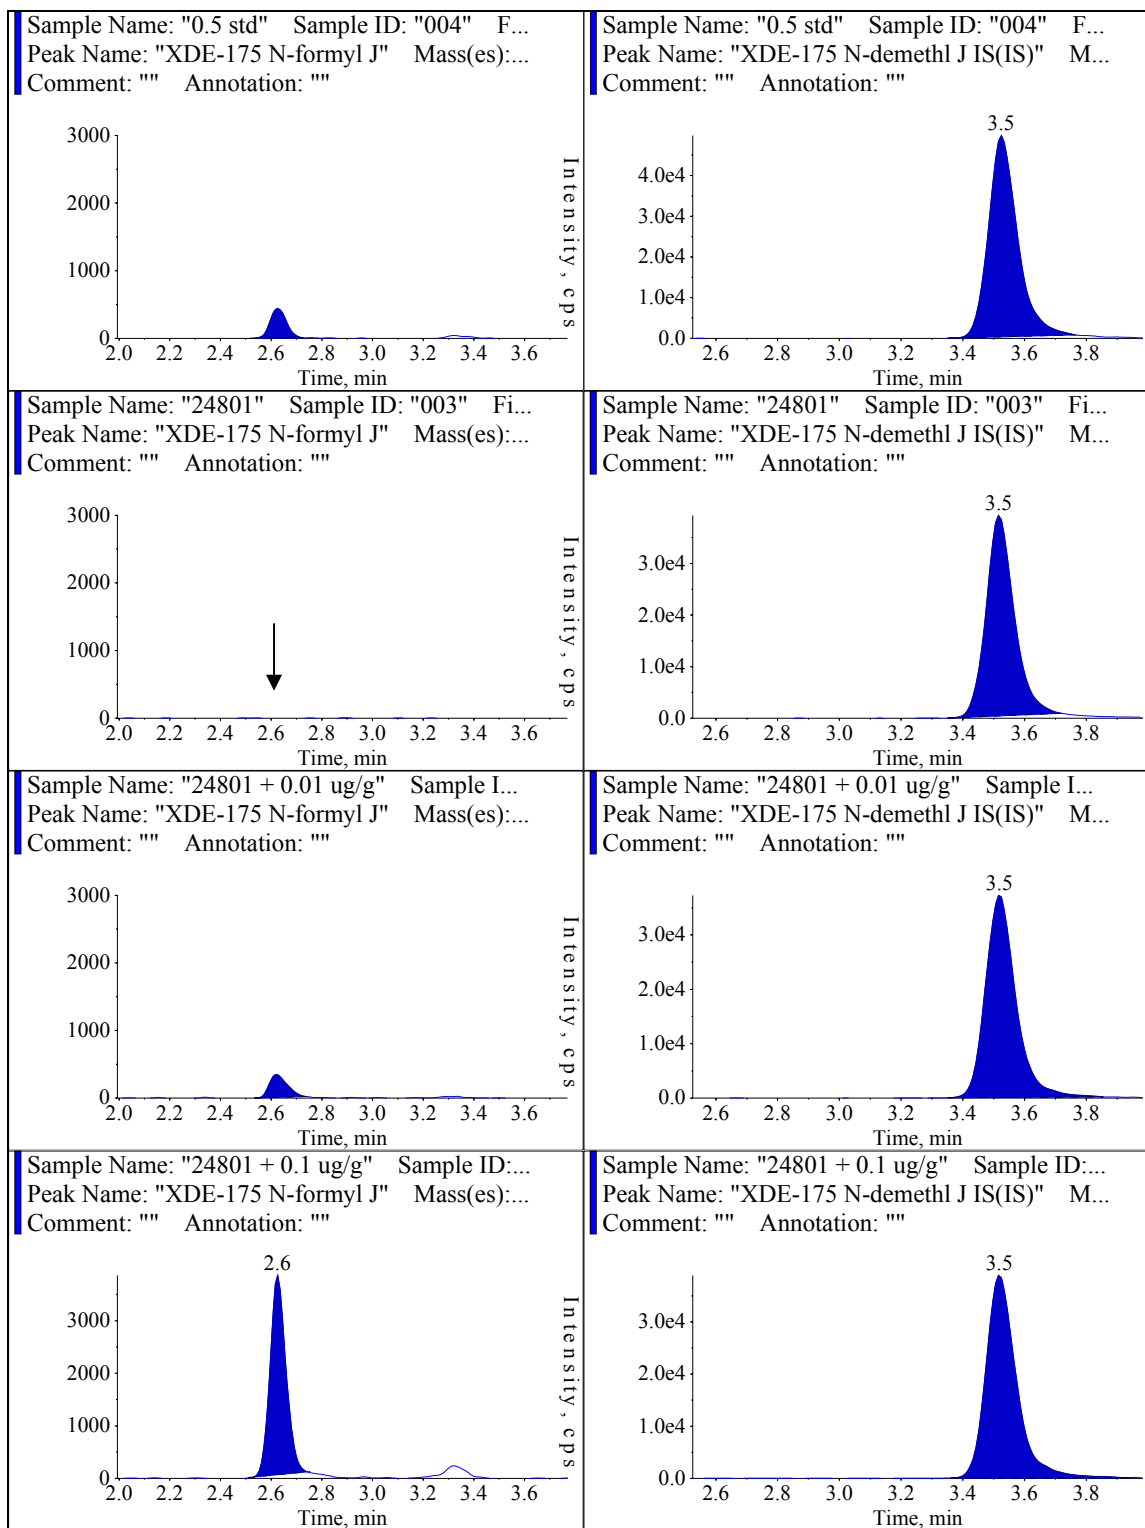 Sample Name: "0.5 std"    Sample ID: "004"    F...
Peak Name: "XDE-175 N-formyl J"    Mass(es):...
Comment: ""    Annotation: ""
3000
2000
1000
0
Intensity, cps
2.0 2.2 2.4 2.6 2.8 3.0 3.2 3.4 3.6
Time, min
Sample Name: "0.5 std"    Sample ID: "004"    F...
Peak Name: "XDE-175 N-demethl J IS(IS)"    M...
Comment: ""    Annotation: ""
3.5
4.0e4
3.0e4
2.0e4
1.0e4
0.0
2.6 2.8 3.0 3.2 3.4 3.6 3.8
Time, min
Sample Name: "24801"    Sample ID: "003"    Fi...
Peak Name: "XDE-175 N-formyl J"    Mass(es):...
Comment: ""    Annotation: ""
3000
2000
1000
0
Intensity, cps
2.0 2.2 2.4 2.6 2.8 3.0 3.2 3.4 3.6
Time, min
Sample Name: "24801"    Sample ID: "003"    Fi...
Peak Name: "XDE-175 N-demethl J IS(IS)"    M...
Comment: ""    Annotation: ""
3.5
3.0e4
2.0e4
1.0e4
0.0
2.6 2.8 3.0 3.2 3.4 3.6 3.8
Time, min
Sample Name: "24801 + 0.01 ug/g"    Sample I...
Peak Name: "XDE-175 N-formyl J"    Mass(es):...
Comment: ""    Annotation: ""
3000
2000
1000
0
Intensity, cps
2.0 2.2 2.4 2.6 2.8 3.0 3.2 3.4 3.6
Time, min
Sample Name: "24801 + 0.01 ug/g"    Sample I...
Peak Name: "XDE-175 N-demethl J IS(IS)"    M...
Comment: ""    Annotation: ""
3.5
3.0e4
2.0e4
1.0e4
0.0
2.6 2.8 3.0 3.2 3.4 3.6 3.8
Time, min
Sample Name: "24801 + 0.1 ug/g"    Sample ID:...
Peak Name: "XDE-175 N-formyl J"    Mass(es):...
Comment: ""    Annotation: ""
2.6
3000
2000
1000
0
Intensity, cps
2.0 2.2 2.4 2.6 2.8 3.0 3.2 3.4 3.6
Time, min
Sample Name: "24801 + 0.1 ug/g"    Sample ID:...
Peak Name: "XDE-175 N-demethl J IS(IS)"    M...
Comment: ""    Annotation: ""
3.5
3.0e4
2.0e4
1.0e4
0.0
2.6 2.8 3.0 3.2 3.4 3.6 3.8
Time, min